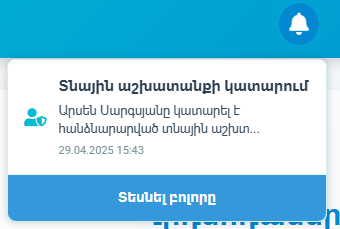 Տնային աշխատանքի կատարում
Արսեն Սարգսյանը կատարել է
հանձնարարված տնային աշխտ...
29.04.2025 15:43
Տեսնել բոլորը